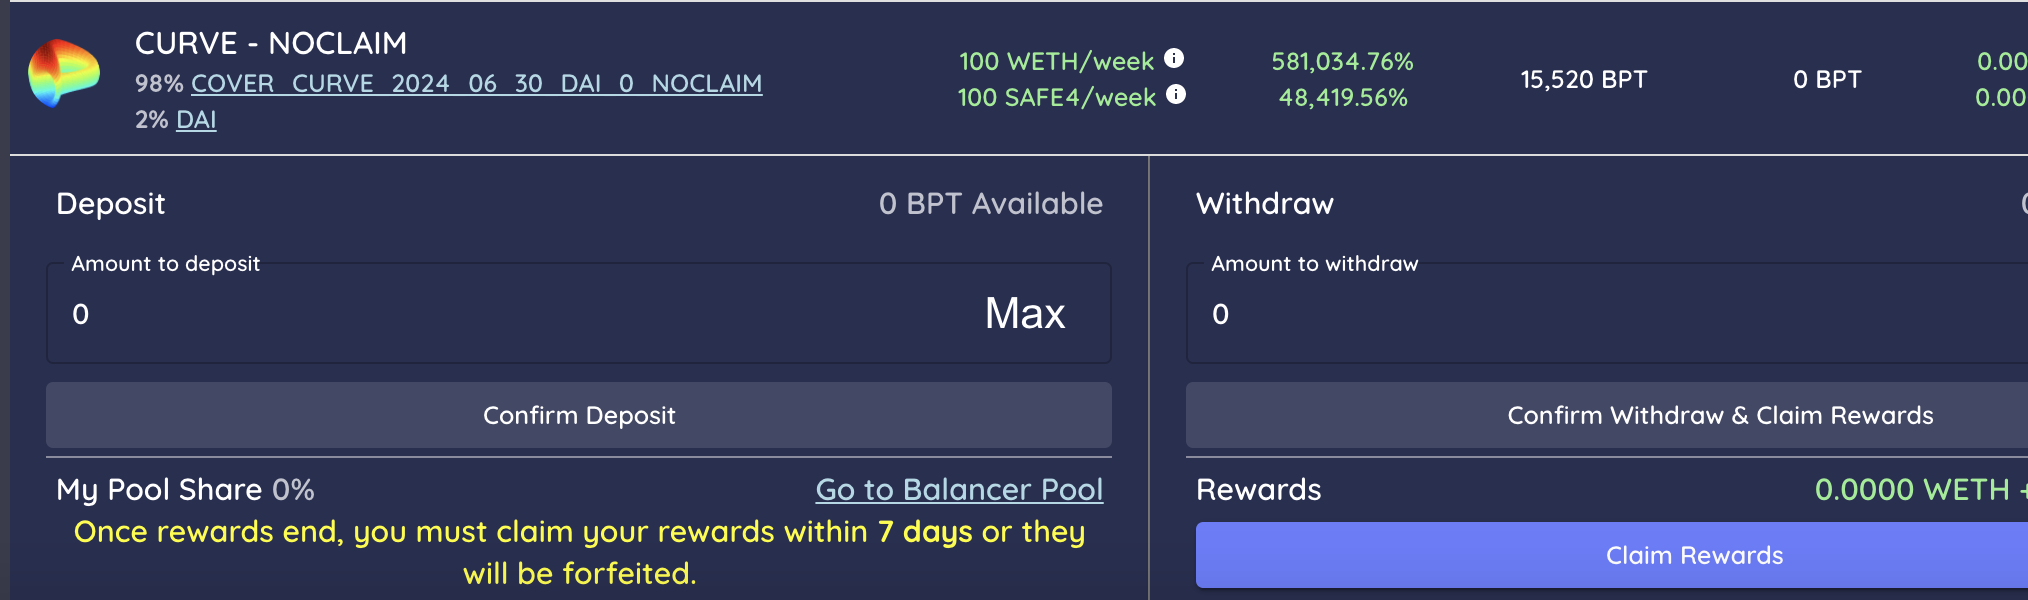 CURVE - NOCLAIM
98% COVER_CURVE_2024_06_30_DAI_0_NOCLAIM
2% DAI
100 WETH/week
100 SAFE4/week
581,034.76%
48,419.56%
15,520 BPT
0 BPT
0.00
0.00
Deposit
0 BPT Available
Amount to deposit
0
Max
Confirm Deposit
My Pool Share 0%
Go to Balancer Pool
Once rewards end, you must claim your rewards within 7 days or they
will be forfeited.
Withdraw
Amount to withdraw
0
Confirm Withdraw & Claim Rewards
Rewards
0.0000 WETH +
Claim Rewards